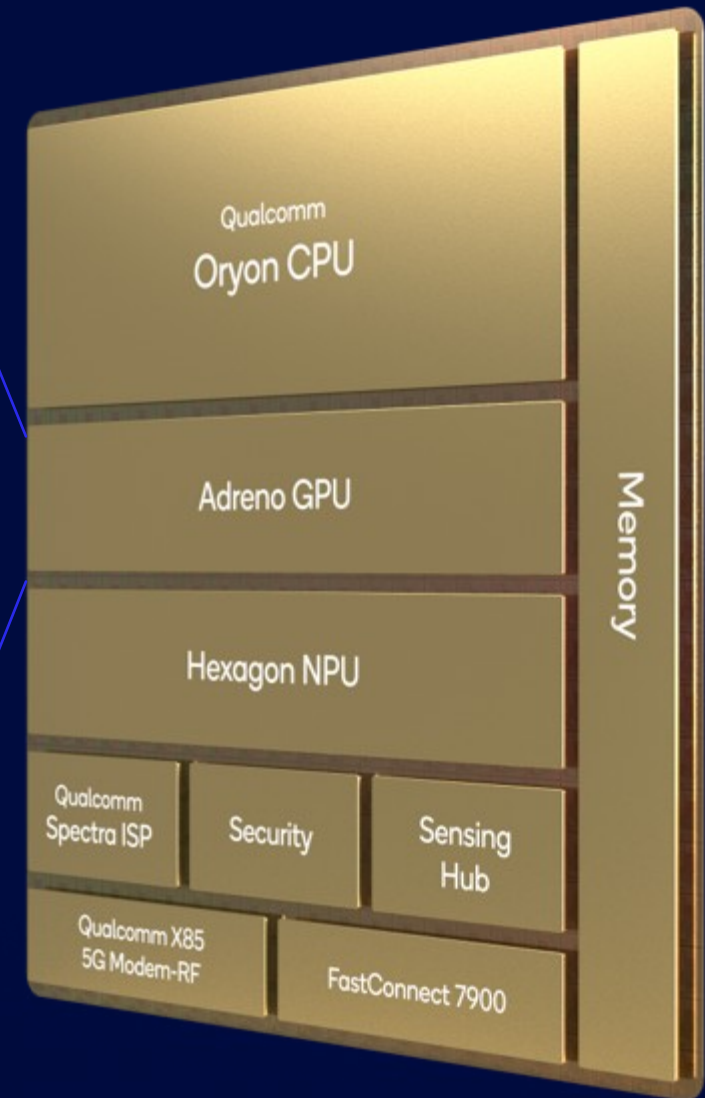 Qualcomm
Oryon CPU
Adreno GPU
Hexagon NPU
Qualcomm
Spectra ISP
Security
Sensing
Hub
Qualcomm X85
5G Modem-RF
FastConnect 7900
Memory